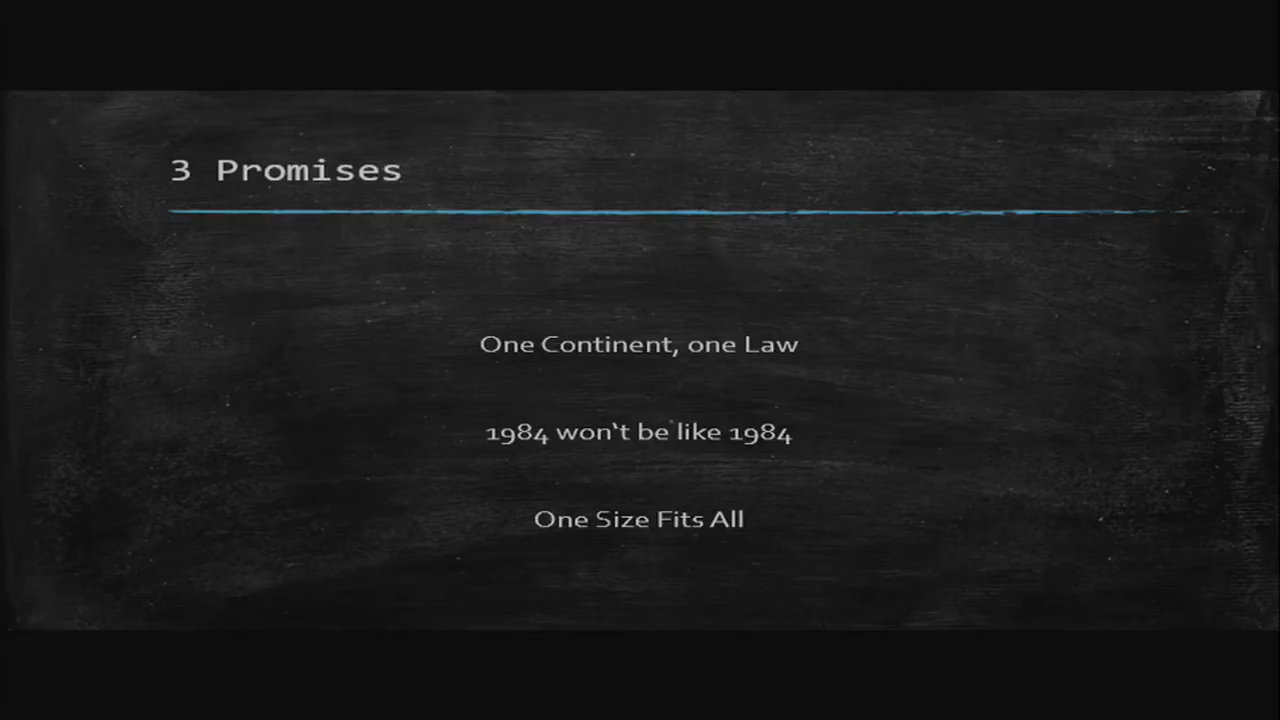 3 Promises
One Continent, one Law
1984 won‘t be like 1984
One Size Fits All